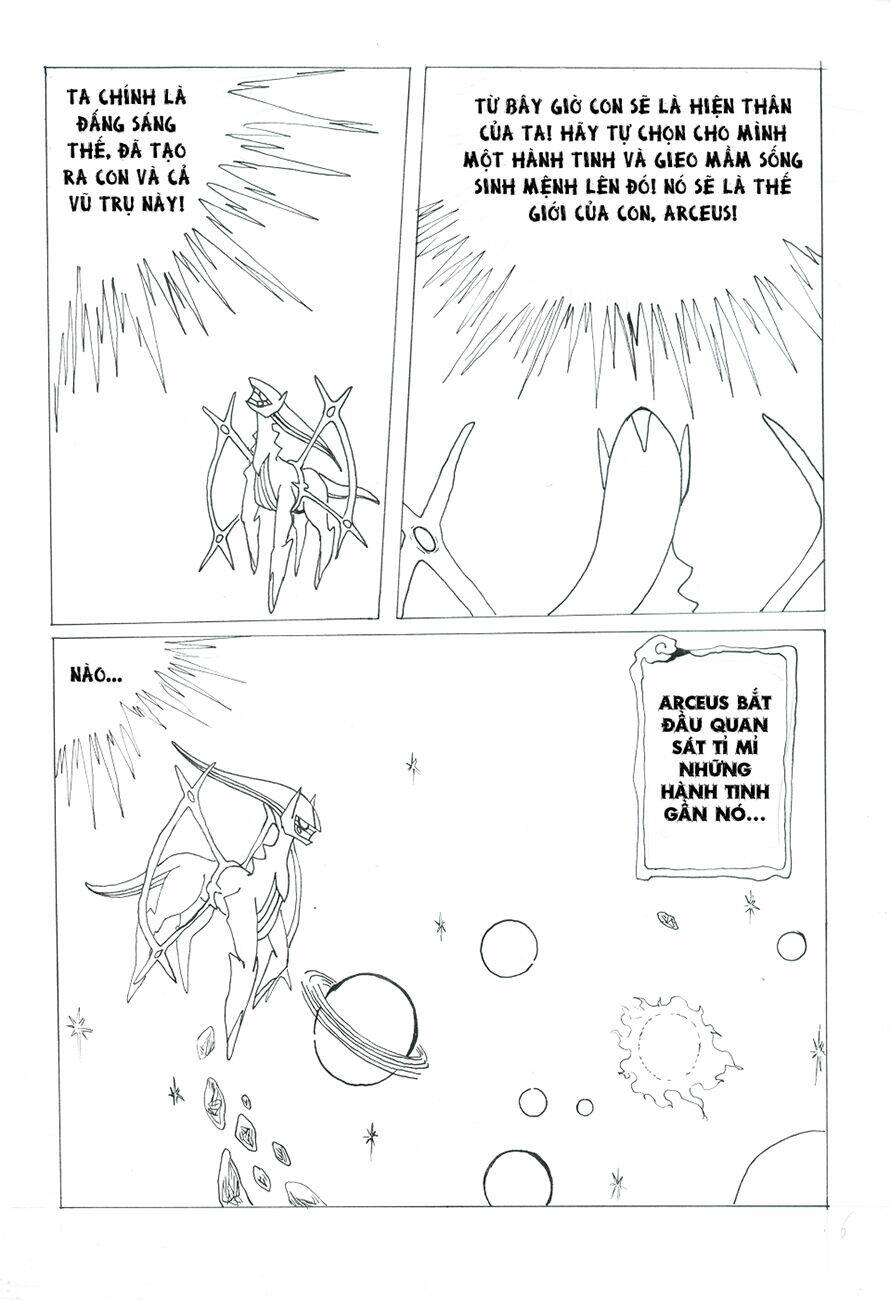 TA CHÍNH LÀ
ĐẤNG SÁNG
THẾ, ĐÃ TẠO
RA CON VÀ CẢ
VŨ TRỤ NÀY!
TỪ BÂY GIỜ CON SẼ LÀ HIỆN THÂN
CỦA TA! HÃY TỰ CHỌN CHO MÌNH
MỘT HÀNH TINH VÀ GIEO MẦM SỐNG
SINH MỆNH LÊN ĐÓ! NÓ SẼ LÀ THẾ
GIỚI CỦA CON, ARCEUS!
NÀO...
ARCEUS BẮT
ĐẦU QUAN
SÁT TỈ MỈ
NHỮNG
HÀNH TINH
GẦN NÓ...
6